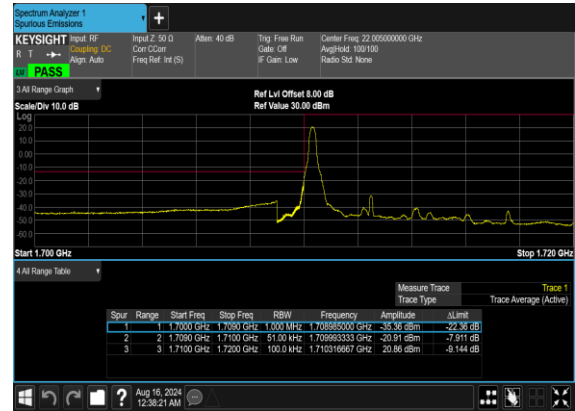 Spectrum Analyzer 1
Spurious Emissions
KEYSIGHT
R T
PASS
Input: RF
Coupling: DC
Align: Auto
Input Z: 50 Ω
Corr CCorr
Freq Ref: Int (S)
Atten: 40 dB
Trig: Free Run
Gate: Off
IF Gain: Low
Center Freq: 22.005000000 GHz
Avg|Hold: 100/100
Radio Std: None
3 All Range Graph
Scale/Div 10.0 dB
Ref Lvl Offset 8.00 dB
Ref Value 30.00 dBm
Log
20.0
10.0
0.00
-10.0
-20.0
-30.0
-40.0
-50.0
-60.0
Start 1.700 GHz
Stop 1.720 GHz
4 All Range Table
Measure Trace Trace 1
Trace Type Trace Average (Active)
Spur Range Start Freq Stop Freq RBW Frequency Amplitude ΔLimit
1 1 1.7000 GHz 1.7090 GHz 1.000 MHz 1.708985000 GHz -35.36 dBm -22.36 dB
2 2 1.7090 GHz 1.7100 GHz 51.00 kHz 1.709993333 GHz -20.91 dBm -7.911 dB
3 3 1.7100 GHz 1.7200 GHz 100.0 kHz 1.710316667 GHz 20.86 dBm -9.144 dB
Aug 16, 2024
12:38:21 AM